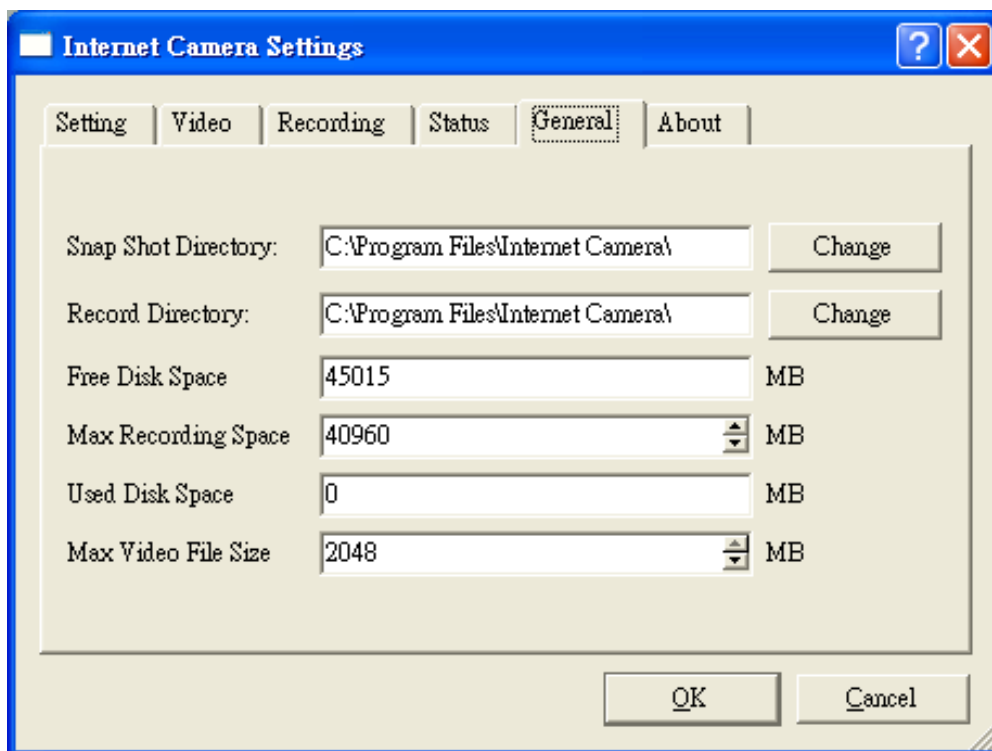 Internet Camera Settings ?
Setting Video Recording Status General About
Snap Shot Directory: C:\Program Files\Internet Camera\ Change
Record Directory: C:\Program Files\Internet Camera\ Change
Free Disk Space 45015 MB
Max Recording Space 40960 MB
Used Disk Space 0 MB
Max Video File Size 2048 MB
OK Cancel